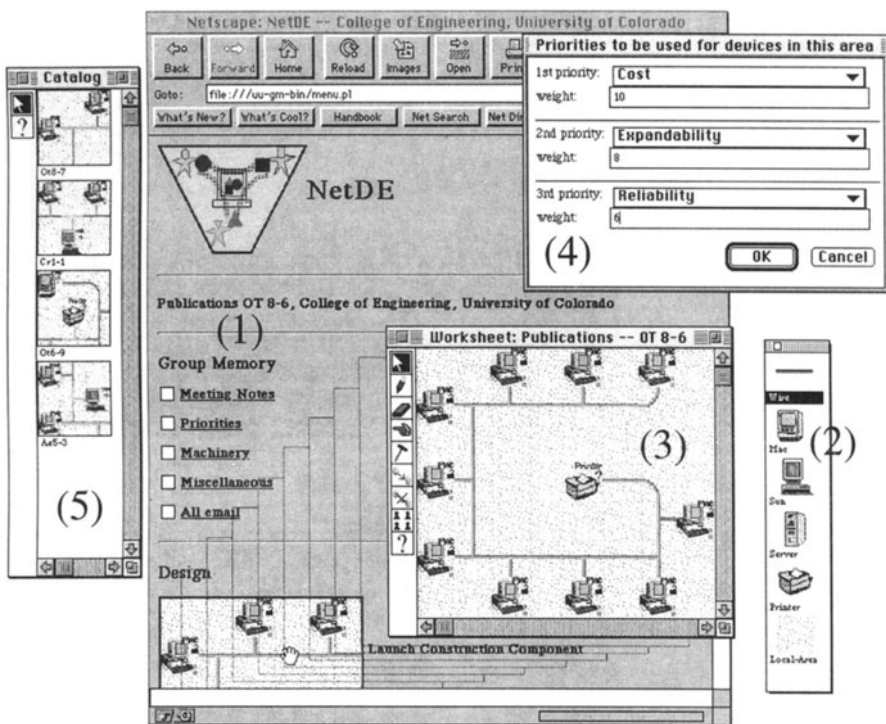 Netscape: NetDE -- College of Engineering, University of Colorado
Back
Forward
Home
Reload
Images
Open
Prin
Goto:
file:///uu-gm-bin/menu.pl
What's New?
What's Cool?
Handbook
Net Search
Net Di
NetDE
Publications OT 8-6, College of Engineering, University of Colorado
(1)
Group Memory
Meeting Notes
Priorities
Machinery
Miscellaneous
All email
Design
Launch Construction Component
Catalog
?
Ot8-7
Cr1-1
Printer
Ot6-9
Ae5-3
(5)
Priorities to be used for devices in this area
1st priority: Cost
weight: 10
2nd priority: Expandability
weight: 8
3rd priority: Reliability
weight: 6
(4)
OK
Cancel
Worksheet: Publications -- OT 8-6
Printer
?
(3)
?
Wire
Mac
(2)
Sun
Server
Printer
Local-Area